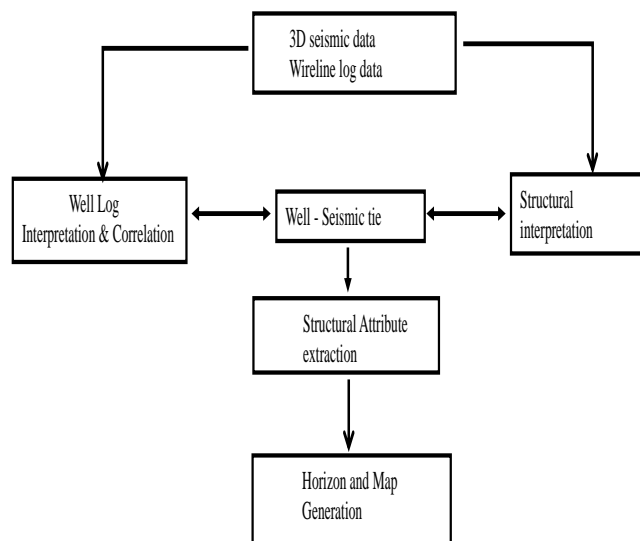 3D seismic data
Wireline log data
Well Log
Interpretation & Correlation
Well - Seismic tie
Structural
interpretation
Structural Attribute
extraction
Horizon and Map
Generation